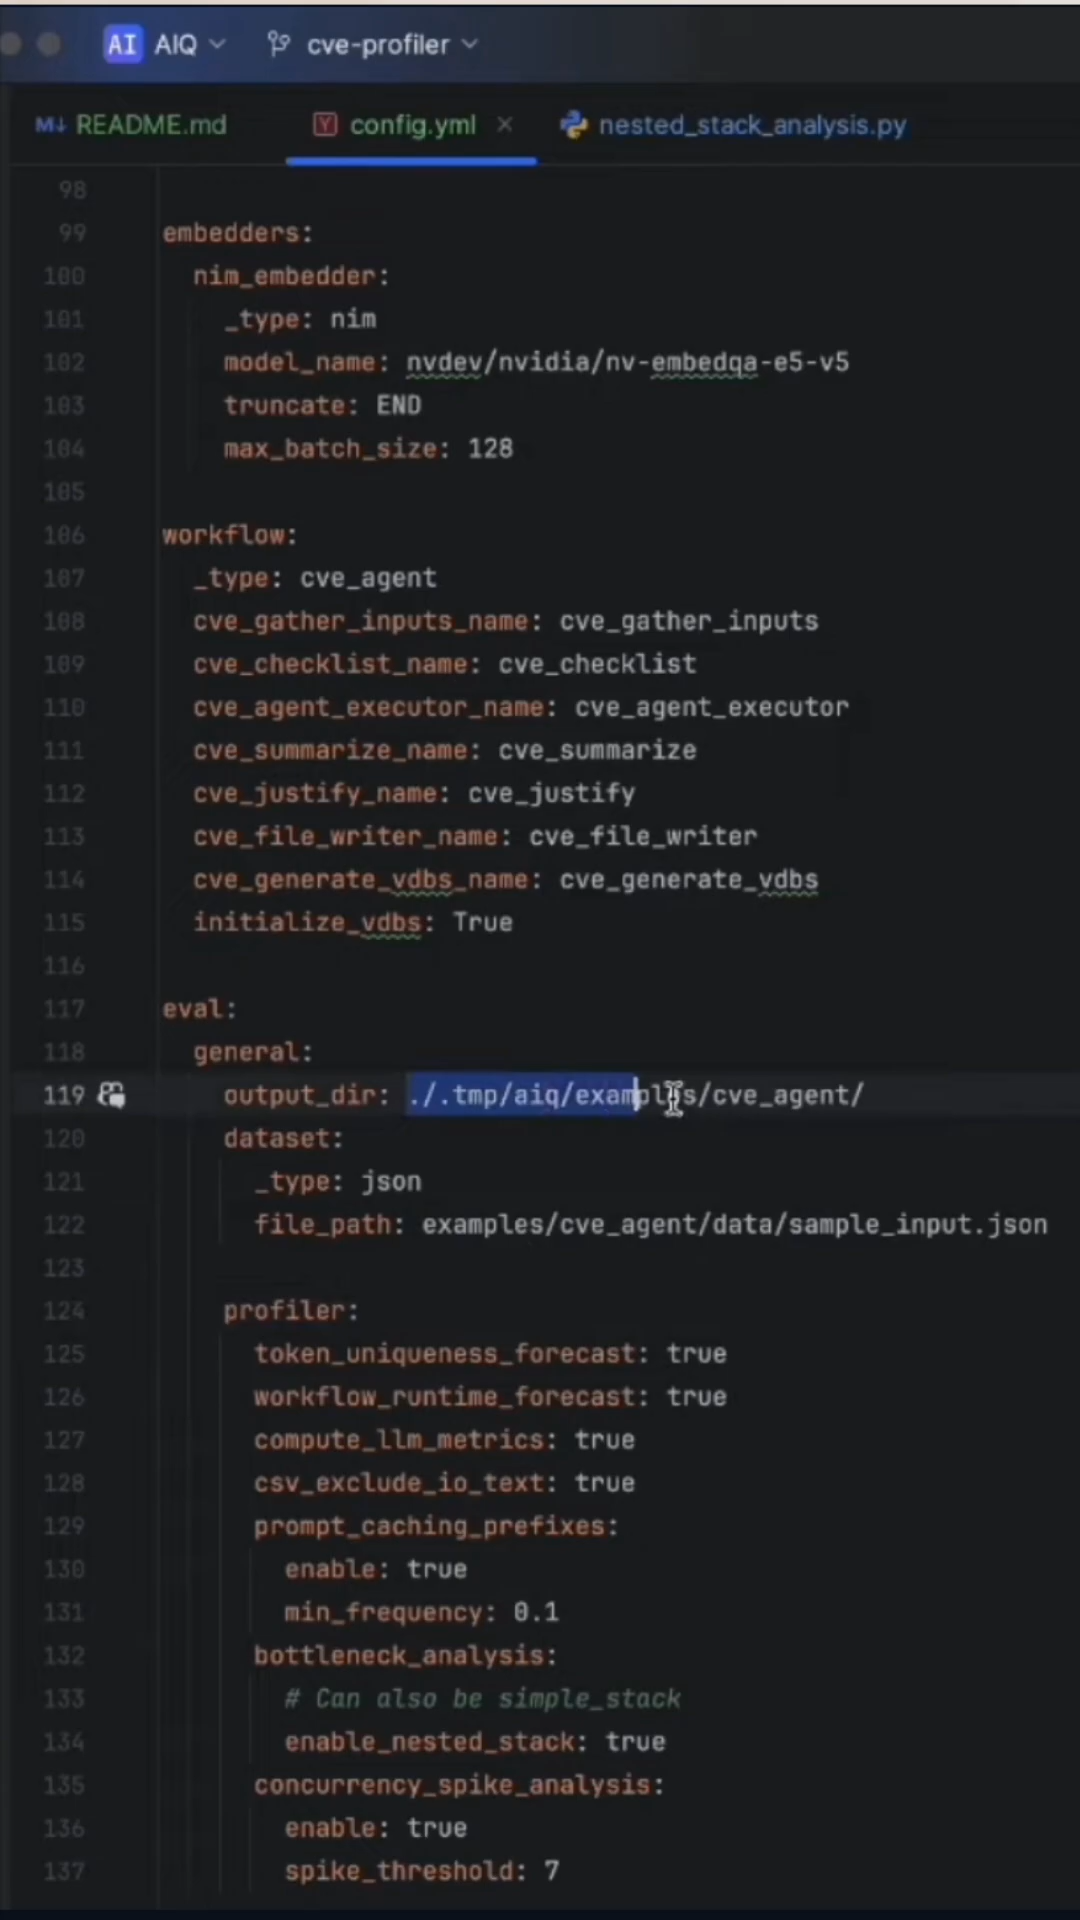 AI AIQ cve-profiler
README.md config.yml × nested_stack_analysis.py
98
99 embedders:
100 nim_embedder:
101 _type: nim
102 model_name: nvdev/nvidia/nv-embedqa-e5-v5
103 truncate: END
104 max_batch_size: 128
105
106 workflow:
107 _type: cve_agent
108 cve_gather_inputs_name: cve_gather_inputs
109 cve_checklist_name: cve_checklist
110 cve_agent_executor_name: cve_agent_executor
111 cve_summarize_name: cve_summarize
112 cve_justify_name: cve_justify
113 cve_file_writer_name: cve_file_writer
114 cve_generate_vdbs_name: cve_generate_vdbs
115 initialize_vdbs: True
116
117 eval:
118 general:
119 output_dir: ./.tmp/aiq/examples/cve_agent/
120 dataset:
121 _type: json
122 file_path: examples/cve_agent/data/sample_input.json
123
124 profiler:
125 token_uniqueness_forecast: true
126 workflow_runtime_forecast: true
127 compute_llm_metrics: true
128 csv_exclude_io_text: true
129 prompt_caching_prefixes:
130 enable: true
131 min_frequency: 0.1
132 bottleneck_analysis:
133 # Can also be simple_stack
134 enable_nested_stack: true
135 concurrency_spike_analysis:
136 enable: true
137 spike_threshold: 7